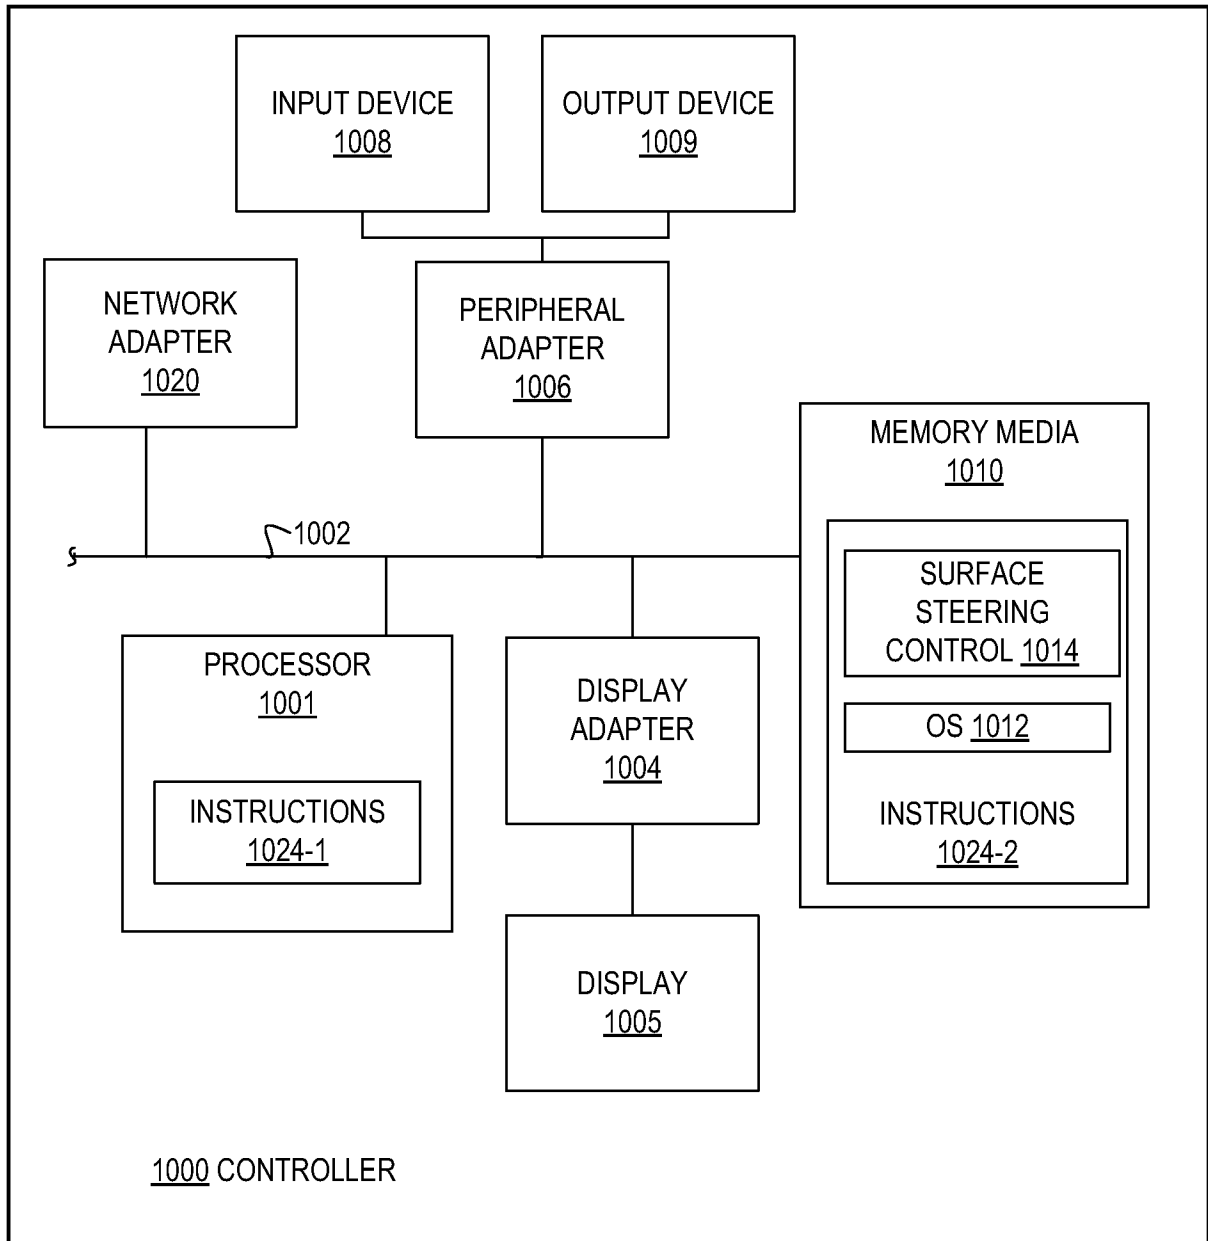 INPUT DEVICE
1008
OUTPUT DEVICE
1009
NETWORK
ADAPTER
1020
PERIPHERAL
ADAPTER
1006
MEMORY MEDIA
1010
1002
SURFACE
STEERING
CONTROL 1014
OS 1012
INSTRUCTIONS
1024-2
PROCESSOR
1001
INSTRUCTIONS
1024-1
DISPLAY
ADAPTER
1004
DISPLAY
1005
1000 CONTROLLER